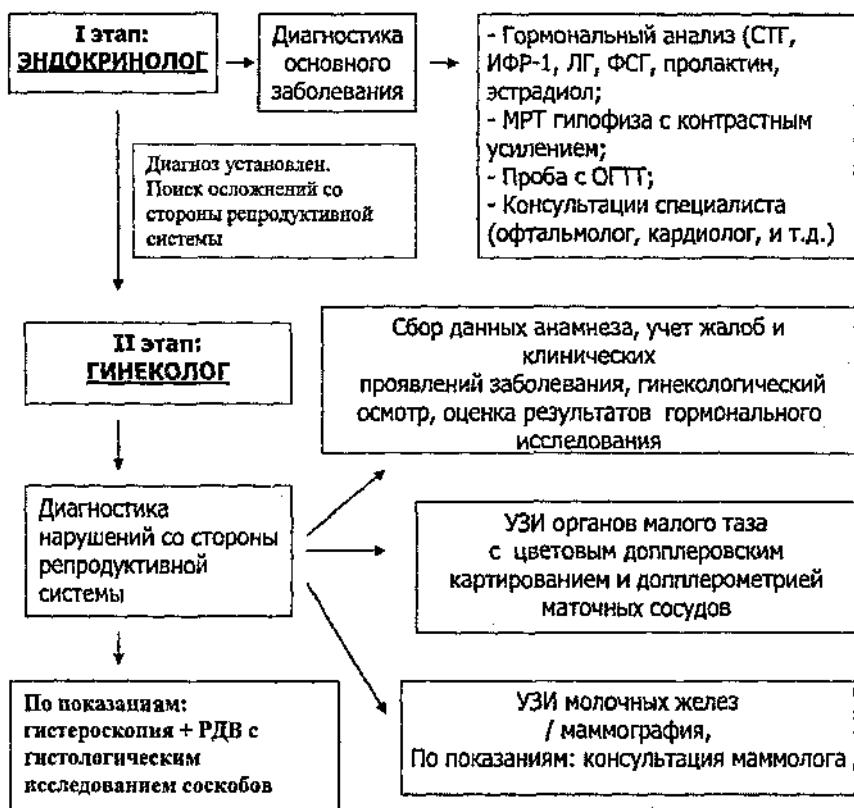 I этап:
ЭНДОКРИНОЛОГ
Диагностика
основного
заболевания
- Гормональный анализ (СТГ,
ИФР-1, ЛГ, ФСГ, пролактин,
эстрадиол;
- МРТ гипофиза с контрастным
усилением;
- Проба с ОГТТ;
- Консультации специалиста
(офтальмолог, кардиолог, и т.д.)
Диагноз установлен.
Поиск осложнений со
стороны репродуктивной
системы
II этап:
ГИНЕКОЛОГ
Сбор данных анамнеза, учет жалоб и
клинических
проявлений заболевания, гинекологический
осмотр, оценка результатов гормонального
исследования
Диагностика
нарушений со стороны
репродуктивной
системы
УЗИ органов малого таза
с цветовым допплеровским
картированием и допплерометрией
маточных сосудов
По показаниям:
гистероскопия + РДВ с
гистологическим
исследованием соскобов
УЗИ молочных желез
/ маммография,
По показаниям: консультация маммолога